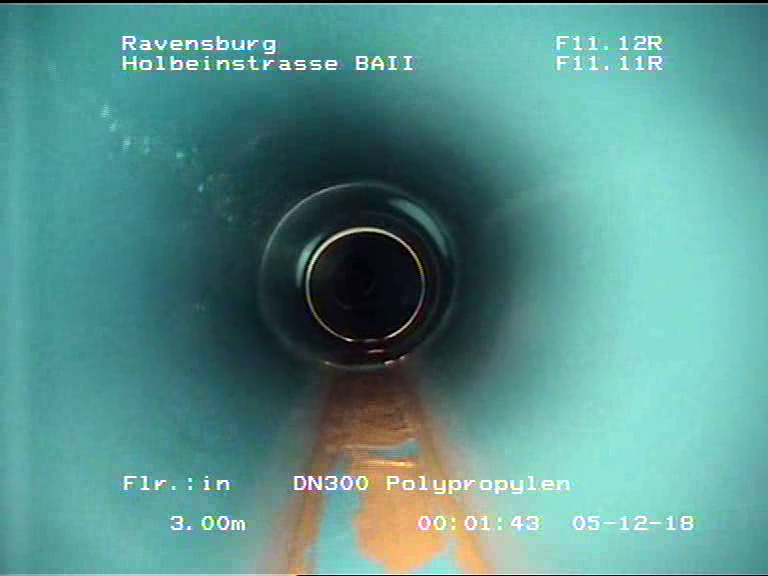 Ravensburg F11.12R
Holbeinstrasse BAII F11.11R
Flr.:in DN300 Polypropylen
3.00m 00:01:43 05-12-18